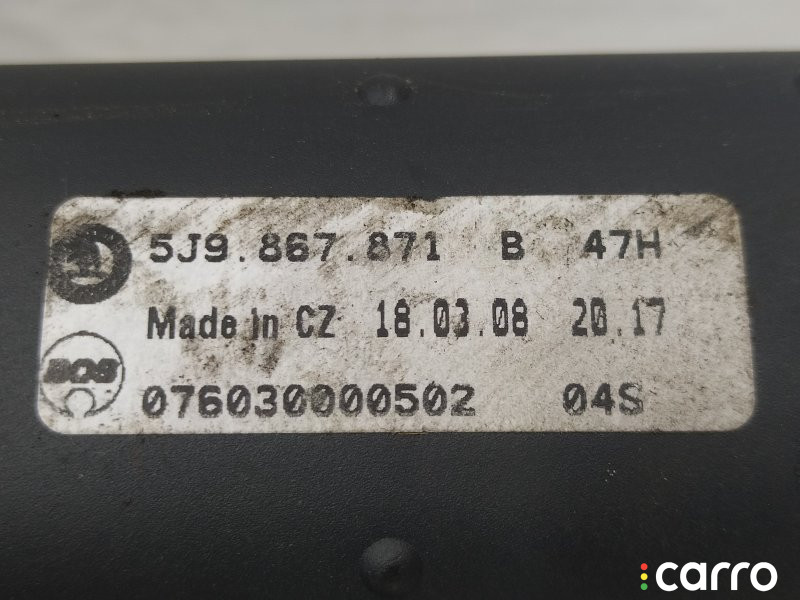 5J9.867.871 B 47H
Made in CZ 18.03.08 20.17
BOS
076030000502 04S
carro